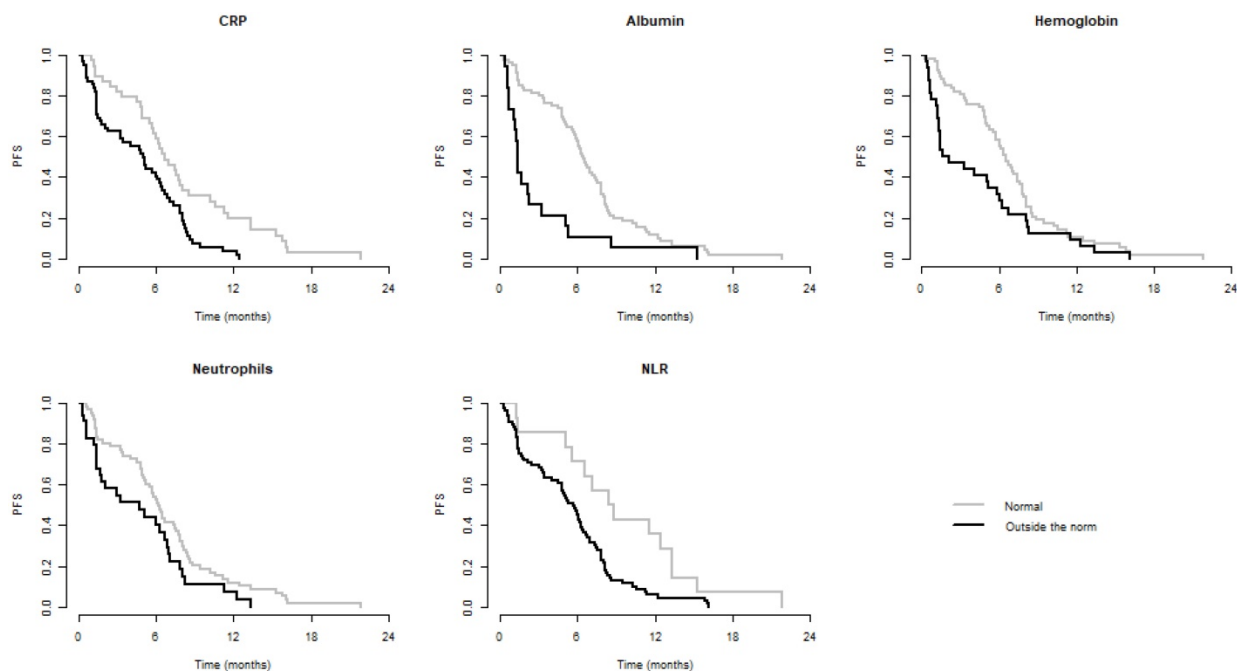 CRP
PFS
0.0 0.2 0.4 0.6 0.8 1.0
0 6 12 18 24
Time (months)
Albumin
PFS
0.0 0.2 0.4 0.6 0.8 1.0
0 6 12 18 24
Time (months)
Hemoglobin
PFS
0.0 0.2 0.4 0.6 0.8 1.0
0 6 12 18 24
Time (months)
Neutrophils
PFS
0.0 0.2 0.4 0.6 0.8 1.0
0 6 12 18 24
Time (months)
NLR
PFS
0.0 0.2 0.4 0.6 0.8 1.0
0 6 12 18 24
Time (months)
Normal
Outside the norm